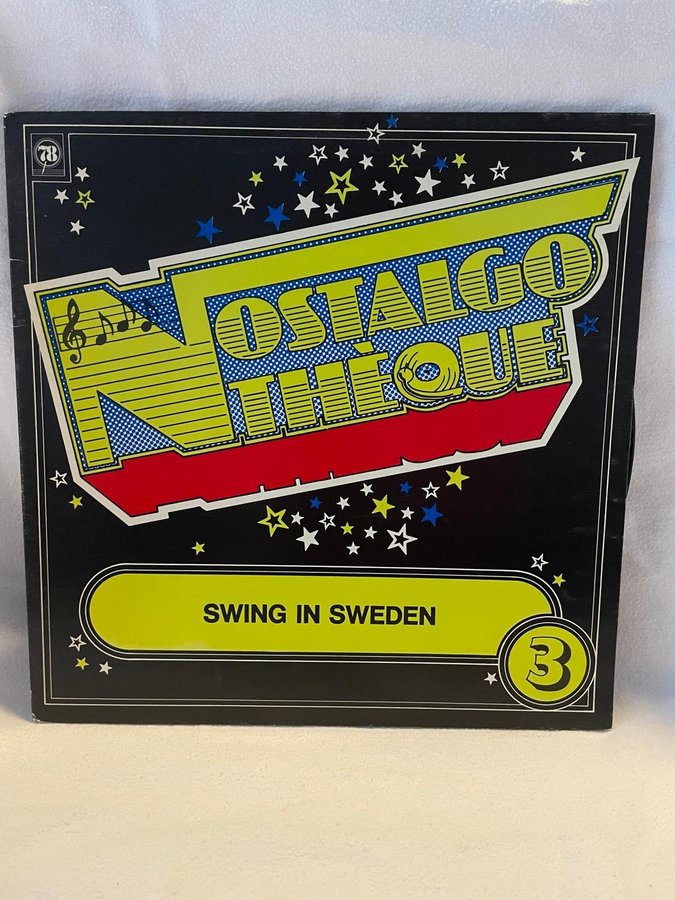 78
NOSTALGO
THÈQUE
SWING IN SWEDEN
3